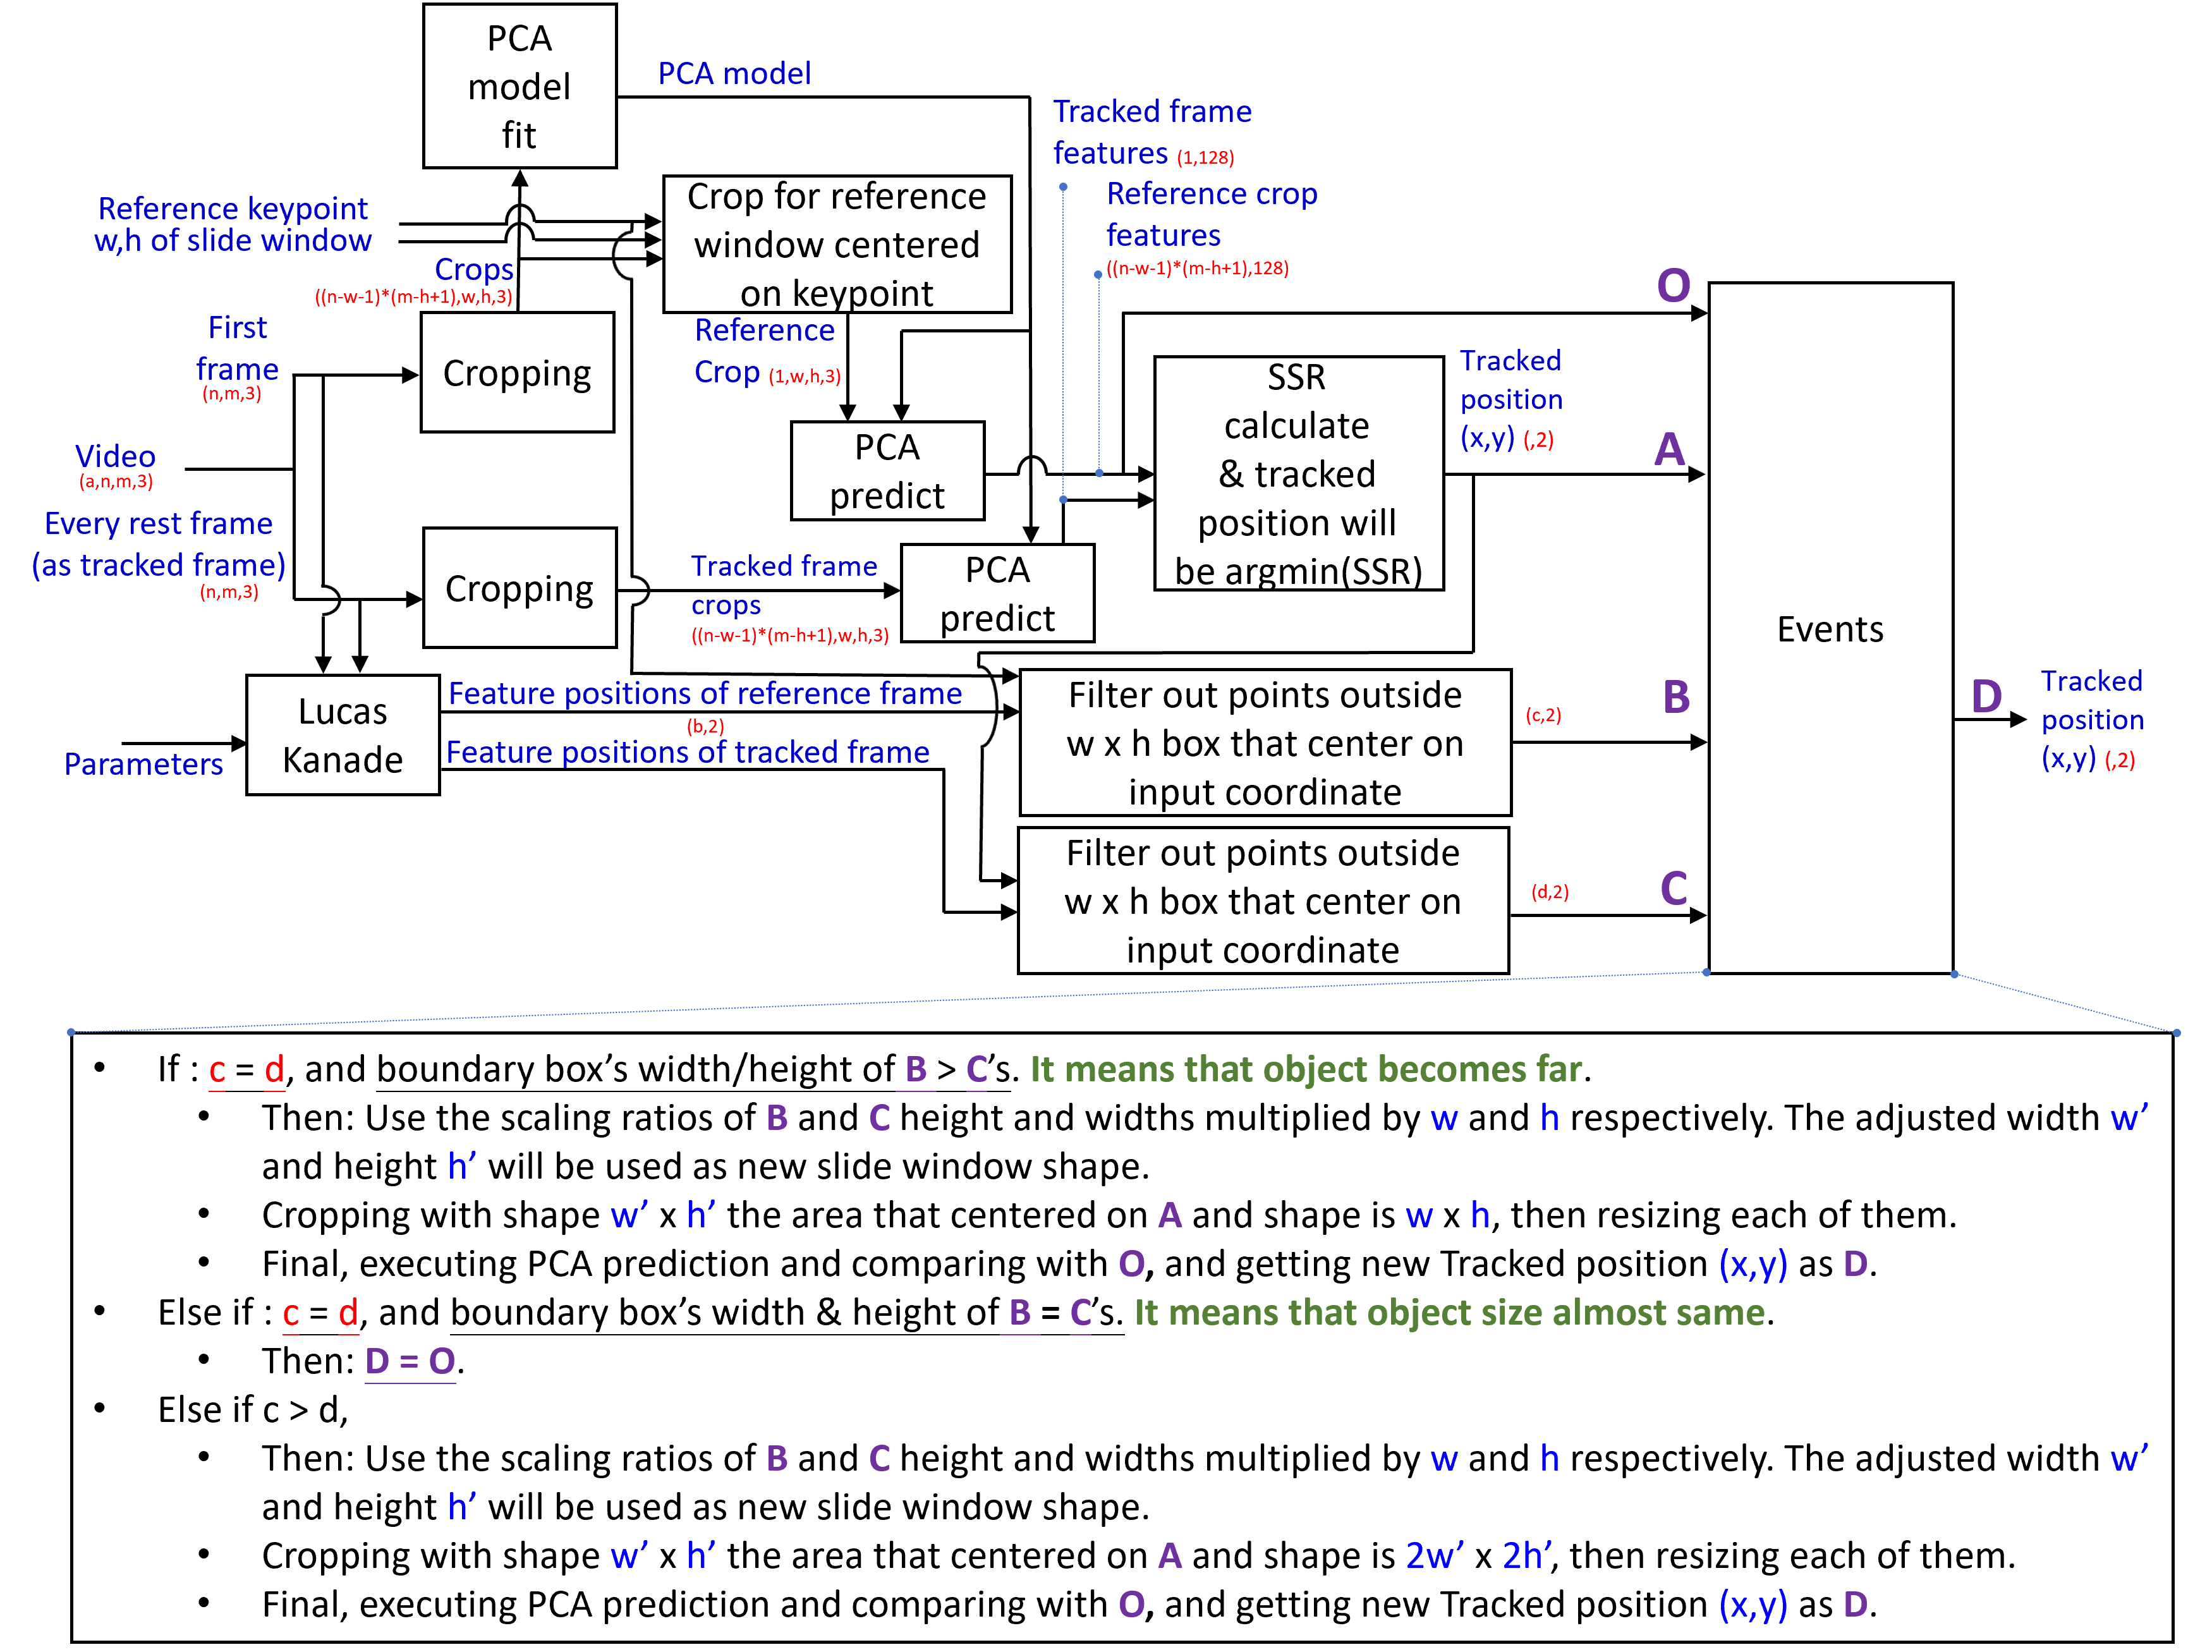 PCA
model
fit
PCA model
Tracked frame
features (1,128)
Reference crop
features
((n-w-1)*(m-h+1),128)
Reference keypoint
w,h of slide window
Crop for reference
window centered
on keypoint
Crops
((n-w-1)*(m-h+1),w,h,3)
First
frame
(n,m,3)
Cropping
Reference
Crop (1,w,h,3)
O
SSR
calculate
& tracked
position will
be argmin(SSR)
Tracked
position
(x,y) (,2)
A
PCA
predict
Video
(a,n,m,3)
Every rest frame
(as tracked frame)
(n,m,3)
Cropping
Tracked frame
crops
((n-w-1)*(m-h+1),w,h,3)
PCA
predict
Events
Lucas
Kanade
Parameters
Feature positions of reference frame
(b,2)
Feature positions of tracked frame
Filter out points outside
w x h box that center on
input coordinate
(c,2)
B
D
Tracked
position
(x,y) (,2)
Filter out points outside
w x h box that center on
input coordinate
(d,2)
C
• If : c = d, and boundary box’s width/height of B > C’s. It means that object becomes far.
• Then: Use the scaling ratios of B and C height and widths multiplied by w and h respectively. The adjusted width w’
and height h’ will be used as new slide window shape.
• Cropping with shape w’ x h’ the area that centered on A and shape is w x h, then resizing each of them.
• Final, executing PCA prediction and comparing with O, and getting new Tracked position (x,y) as D.
• Else if : c = d, and boundary box’s width & height of B = C’s. It means that object size almost same.
• Then: D = O.
• Else if c > d,
• Then: Use the scaling ratios of B and C height and widths multiplied by w and h respectively. The adjusted width w’
and height h’ will be used as new slide window shape.
• Cropping with shape w’ x h’ the area that centered on A and shape is 2w’ x 2h’, then resizing each of them.
• Final, executing PCA prediction and comparing with O, and getting new Tracked position (x,y) as D.